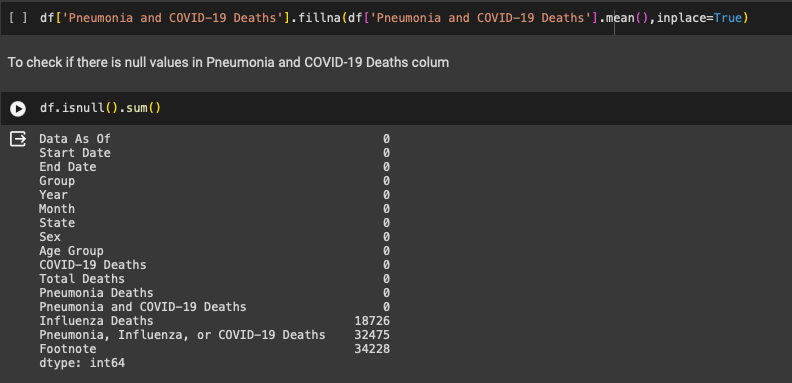 [ ] df['Pneumonia and COVID-19 Deaths'].fillna(df['Pneumonia and COVID-19 Deaths'].mean(),inplace=True)
To check if there is null values in Pneumonia and COVID-19 Deaths colum
df.isnull().sum()
Data As Of 0
Start Date 0
End Date 0
Group 0
Year 0
Month 0
State 0
Sex 0
Age Group 0
COVID-19 Deaths 0
Total Deaths 0
Pneumonia Deaths 0
Pneumonia and COVID-19 Deaths 0
Influenza Deaths 18726
Pneumonia, Influenza, or COVID-19 Deaths 32475
Footnote 34228
dtype: int64